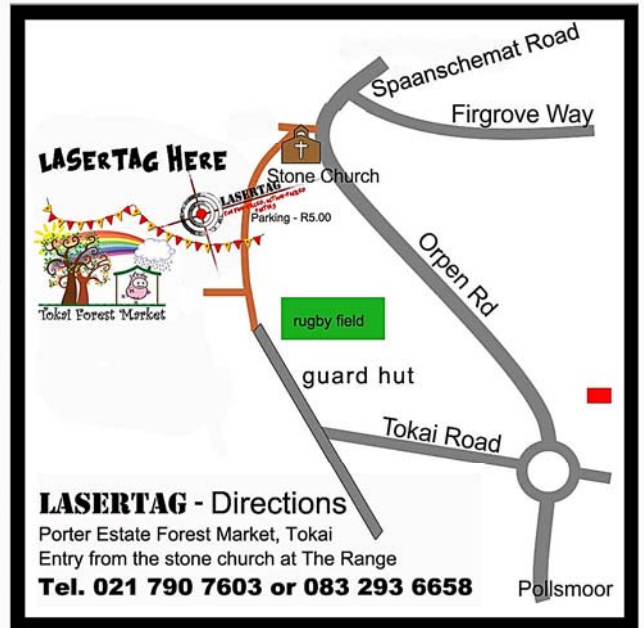 Spaanschemat Road
Firgrove Way
LASERTAG HERE
Stone Church
LASERTAG
Parking - R5.00
Orpen Rd
Tokai Forest Market
rugby field
guard hut
Tokai Road
LASERTAG - Directions
Porter Estate Forest Market, Tokai
Entry from the stone church at The Range
Tel. 021 790 7603 or 083 293 6658
Pollsmoor